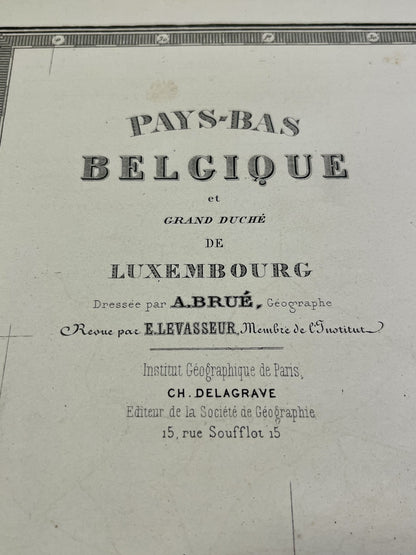 PAYS-BAS
BELGIQUE
et
GRAND DUCHÉ
DE
LUXEMBOURG
Dressée par A.BRUÉ, Géographe
Revue par E.LEVASSEUR, Membre de l'Institut
Institut Géographique de Paris,
CH. DELAGRAVE
Editeur de la Société de Géographie,
15, rue Soufflot 15